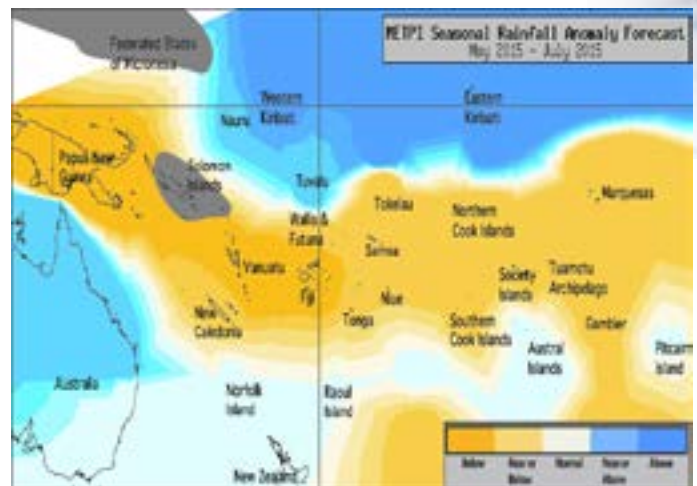 METPI Seasonal Rainfall Anomaly Forecast
May 2015 - July 2015
Federated States
of Micronesia
Western
Kiribati
Eastern
Kiribati
Nauru
Papua New
Guinea
Solomon
Islands
Tuvalu
Tokelau
Marquesas
Wallis &
Futuna
Northern
Cook Islands
Samoa
Vanuatu
Fiji
Niue
Society
Islands
Tuamotu
Archipelago
New
Caledonia
Tonga
Southern
Cook Islands
Gambier
Austral
Islands
Pitcairn
Island
Australia
Norfolk
Island
Raoul
Island
New Zealand
Below
Near or
Below
Normal
Near or
Above
Above